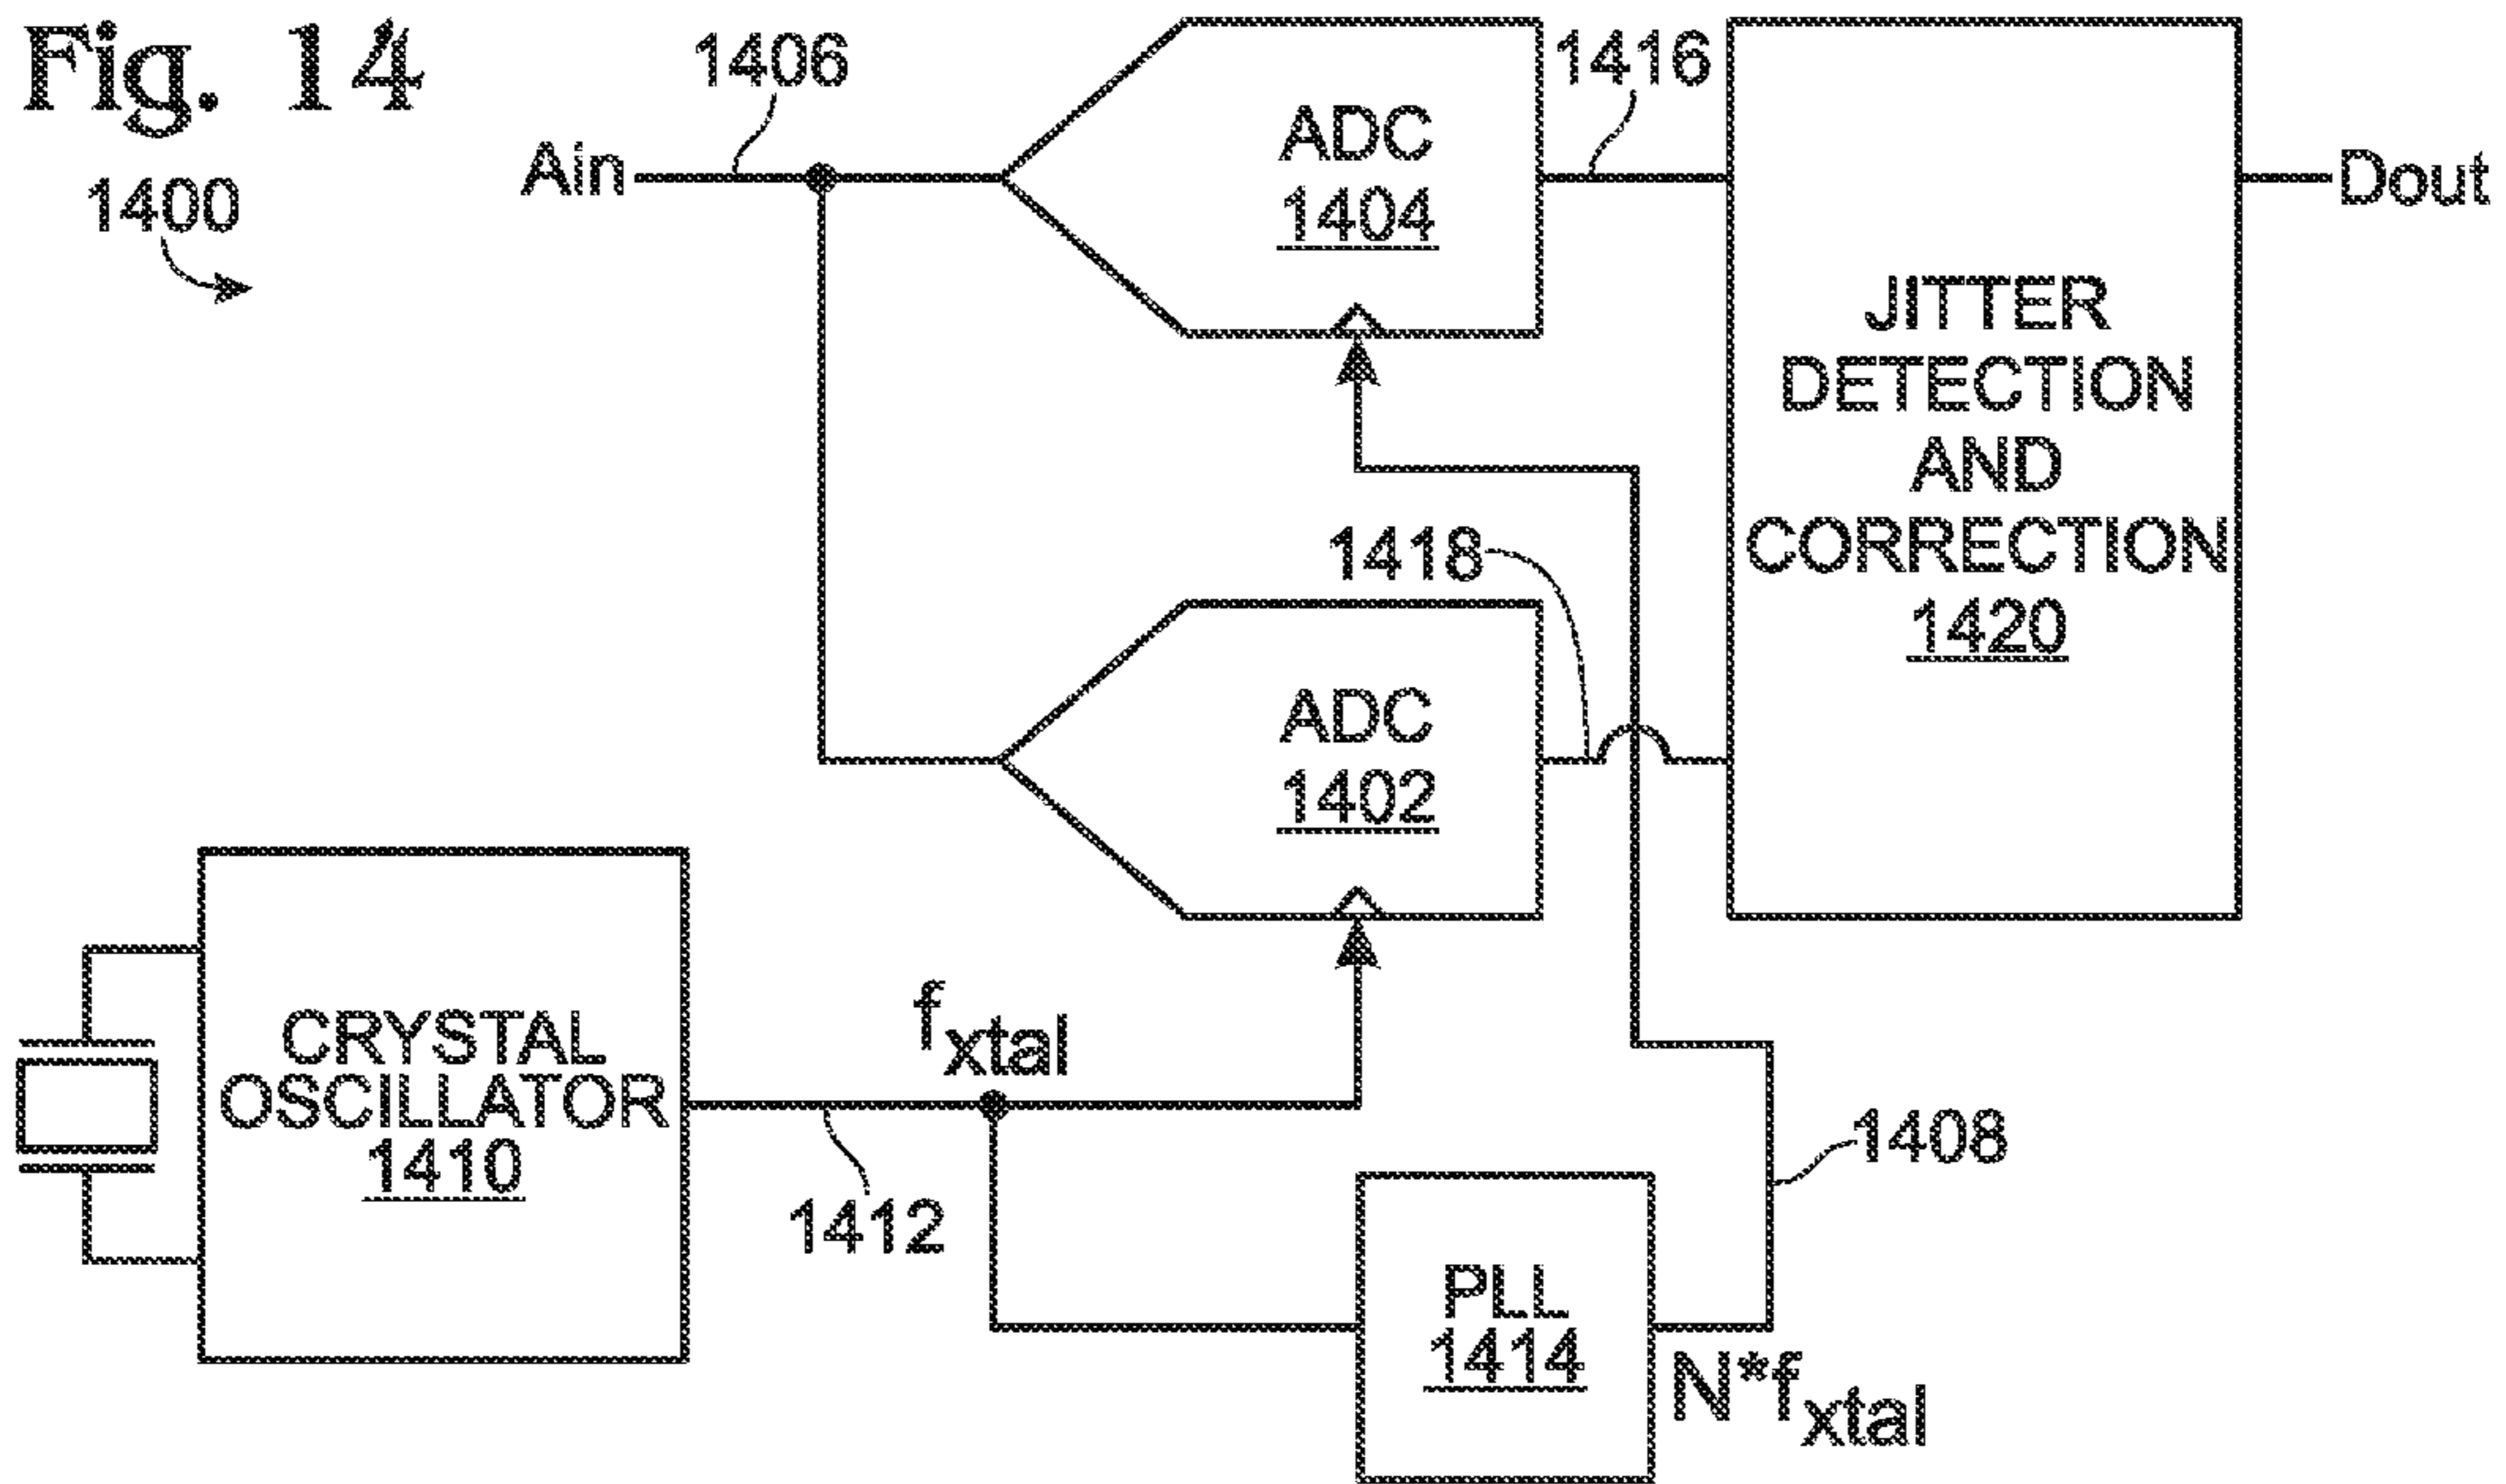 Fig. 14
1400
1406
Ain
ADC
1404
1416
Dout
JITTER
DETECTION
AND
CORRECTION
1420
1418
ADC
1402
CRYSTAL
OSCILLATOR
1410
fxtal
1412
1408
PLL
1414
N*fxtal